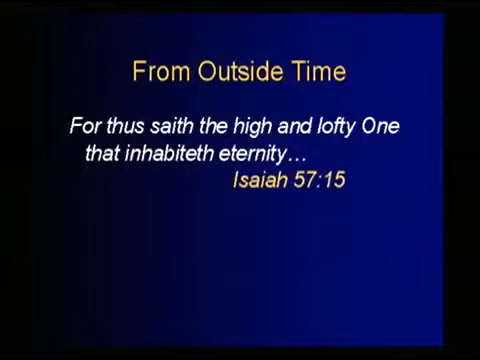 From Outside Time
For thus saith the high and lofty One
that inhabiteth eternity…
Isaiah 57:15